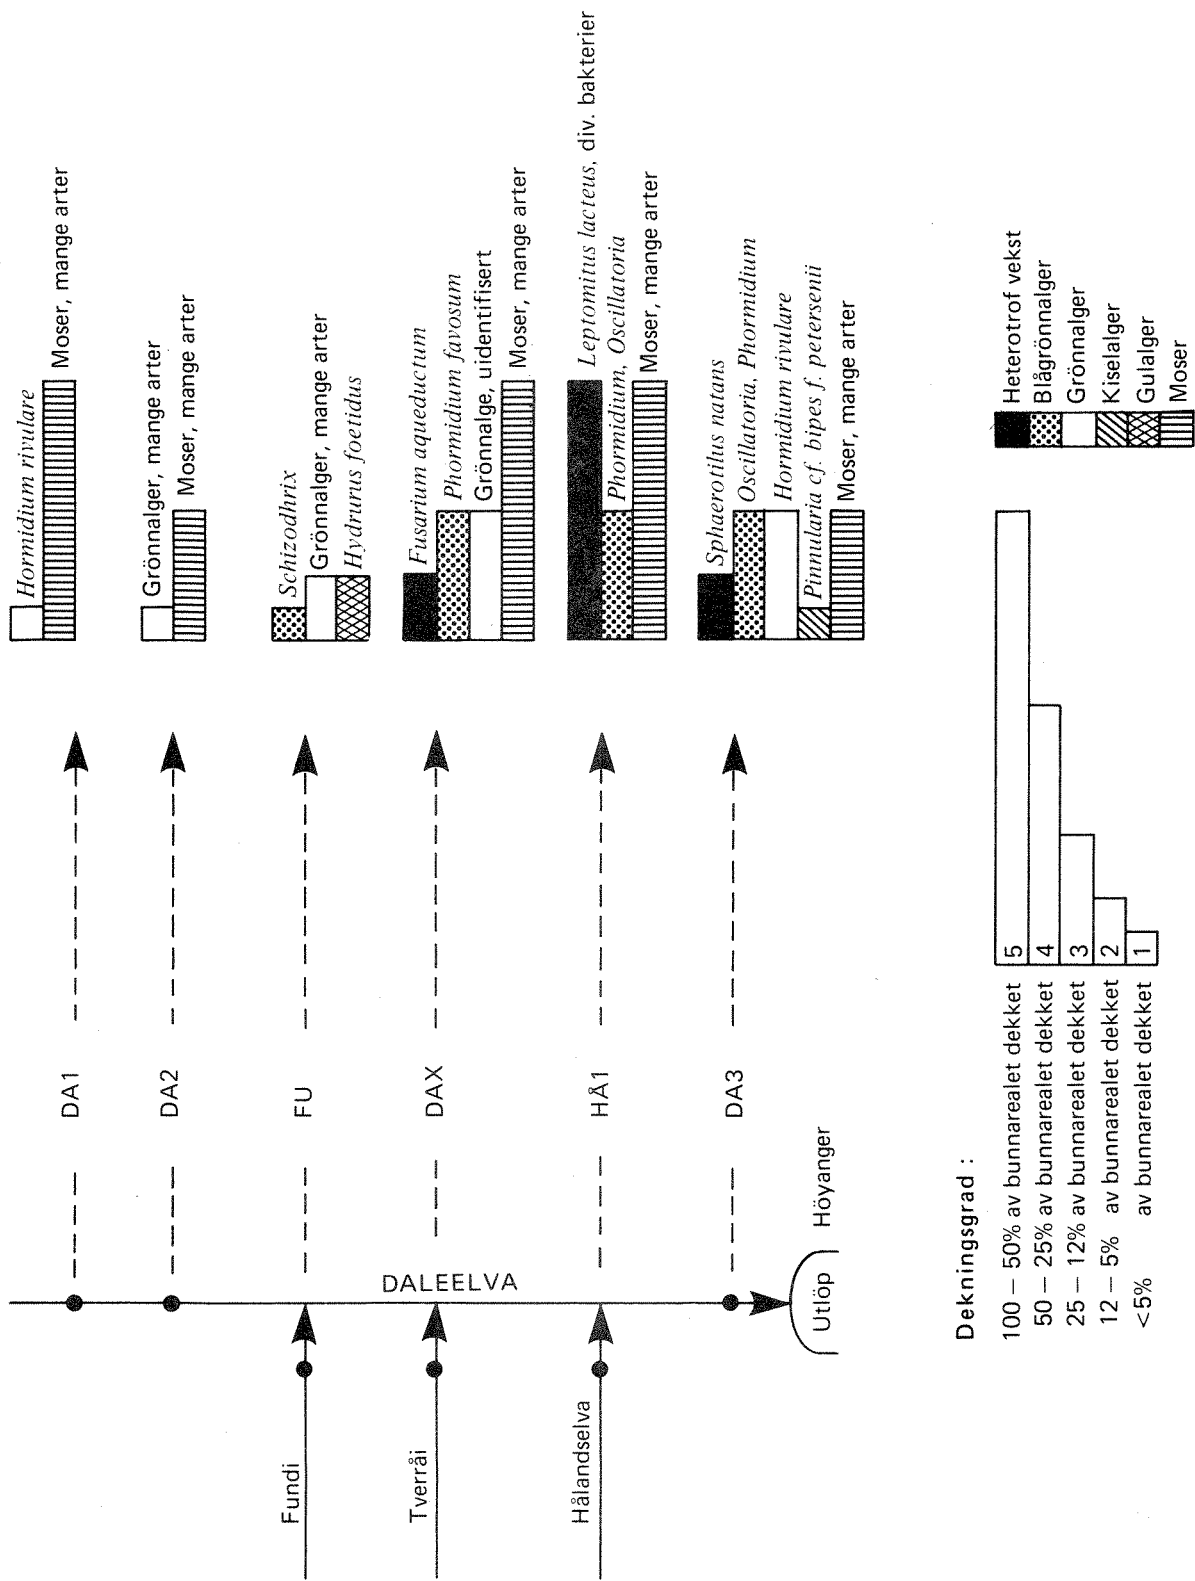 Hormidium rivulare
Moser, mange arter
DA1
Grönnalger, mange arter
Moser, mange arter
DA2
Schizodhrix
Grönnalger, mange arter
Hydrurus foetidus
FU
Fundi
Fusarium aqueductum
Phormidium favosum
Grönnalge, uidentifisert
Moser, mange arter
DAX
DALEELVA
Tverråi
Leptomitus lacteus, div. bakterier
Phormidium, Oscillatoria
Moser, mange arter
HÅ1
Hålandselva
Sphaerotilus natans
Oscillatoria, Phormidium
Hormidium rivulare
Pinnularia cf. bipes f. petersenii
Moser, mange arter
DA3
Utlöp
Höyanger
Dekningsgrad :
100 – 50% av bunnarealet dekket 5
50 – 25% av bunnarealet dekket 4
25 – 12% av bunnarealet dekket 3
12 – 5% av bunnarealet dekket 2
<5% av bunnarealet dekket 1
Heterotrof vekst
Blågrönnalger
Grönnalger
Kiselalger
Gulalger
Moser